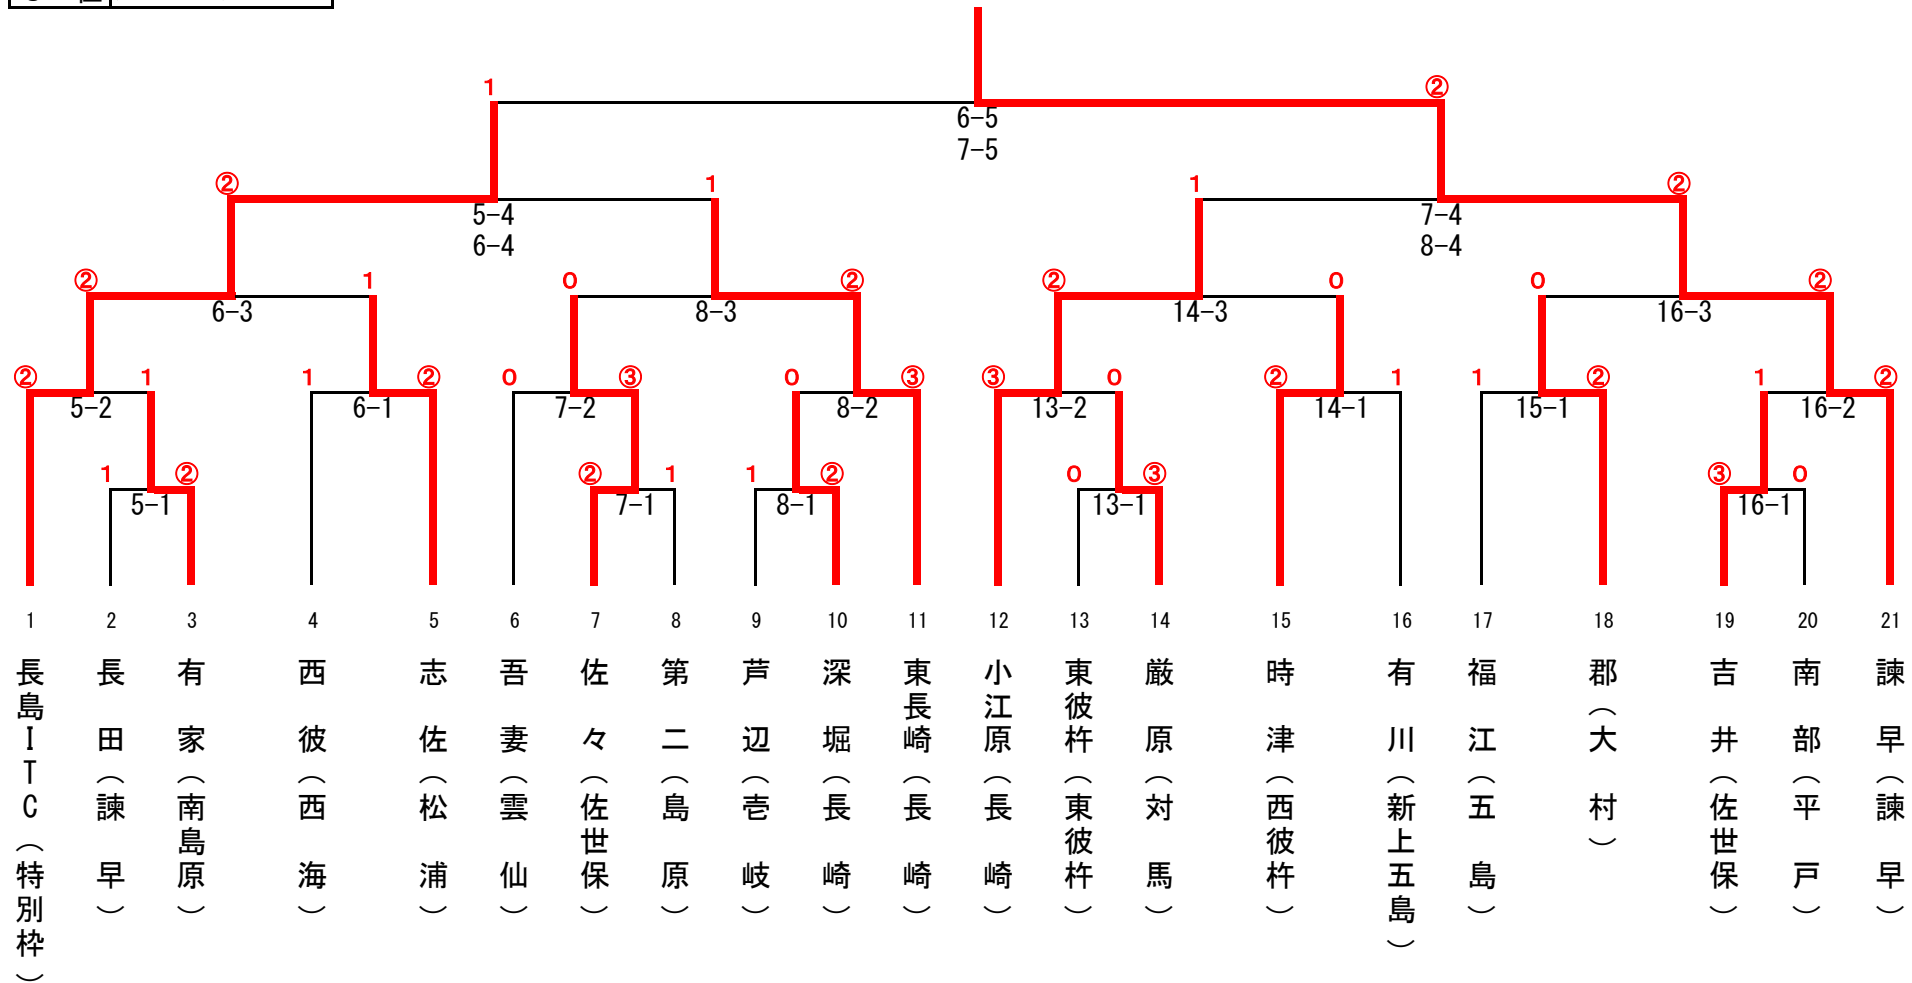 1 ②
6-5
7-5
② 1 1 ②
5-4 7-4
6-4 8-4
② 1 0 ② ② 0 0 ②
6-3 8-3 14-3 16-3
② 1 1 ② 0 ③ 0 ③ ③ 0 ② 1 1 ② 1 ②
5-2 6-1 7-2 8-2 13-2 14-1 15-1 16-2
1 ② ② 1 1 ② 0 ③ ③ 0
5-1 7-1 8-1 13-1 16-1
1 2 3 4 5 6 7 8 9 10 11 12 13 14 15 16 17 18 19 20 21
長島ITC(特別枠)
長田(諫早)
有家(南島原)
西彼(西海)
志佐(松浦)
吾妻(雲仙)
佐々(佐世保)
第二(島原)
芦辺(壱岐)
深堀(長崎)
東長崎(長崎)
小江原(長崎)
東彼杵(東彼杵)
厳原(対馬)
時津(西彼杵)
有川(新上五島)
福江(五島)
郡(大村)
吉井(佐世保)
南部(平戸)
諫早(諫早)